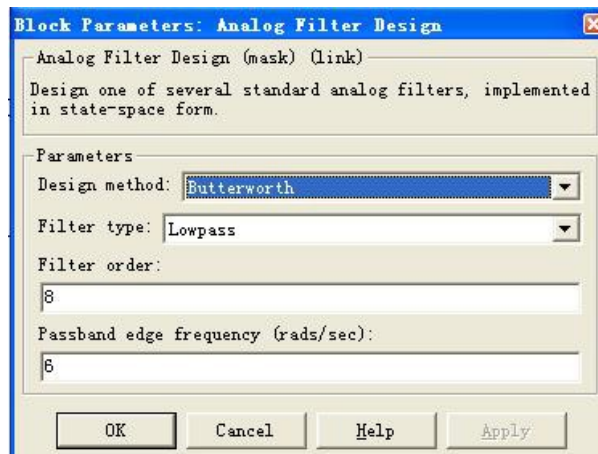 Block Parameters: Analog Filter Design
Analog Filter Design (mask) (link)
Design one of several standard analog filters, implemented
in state-space form.
Parameters
Design method: Butterworth
Filter type: Lowpass
Filter order:
8
Passband edge frequency (rads/sec):
6
OK Cancel Help Apply